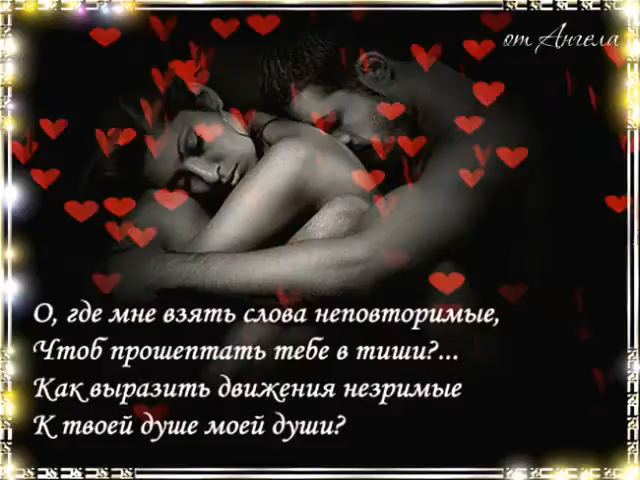 от Ангела
О, где мне взять слова неповторимые,
Чтоб прошептать тебе в тиши?...
Как выразить движения незримые
К твоей душе моей души?